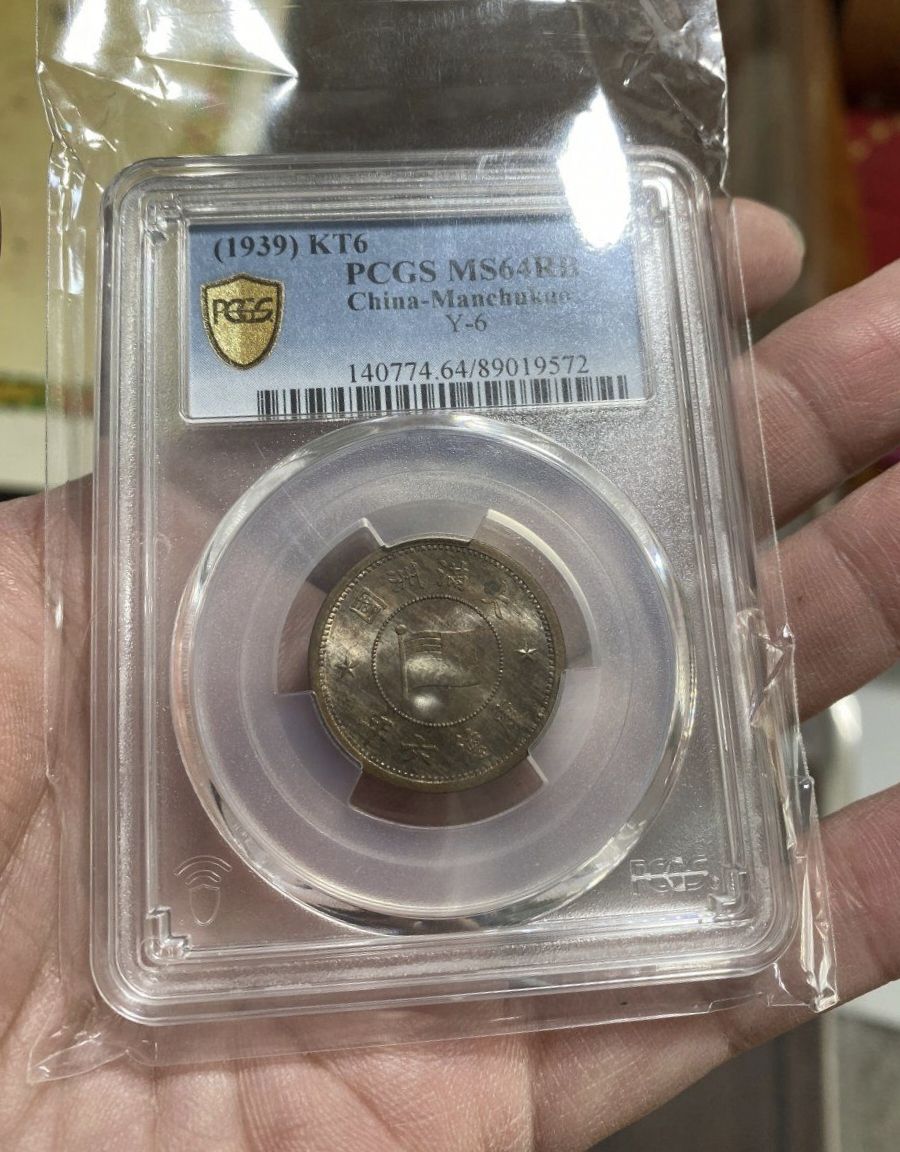 (1939) KT6
PCGS MS64RB
China-Manchukuo
PCGS
Y-6
140774.64/89019572
大滿洲國
康德六年
PCGS